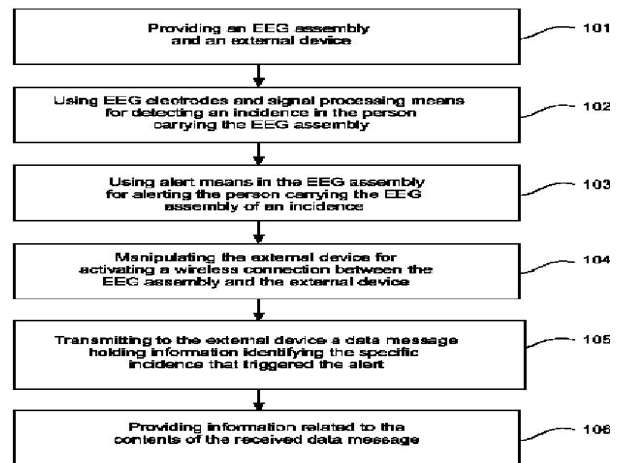 Providing an EEG assembly
and an external device
101
Using EEG electrodes and signal processing means
for detecting an incidence in the person
carrying the EEG assembly
102
Using alert means in the EEG assembly
for alerting the person carrying the EEG
assembly of an incidence
103
Manipulating the external device for
activating a wireless connection between the
EEG assembly and the external device
104
Transmitting to the external device a data message
holding information identifying the specific
incidence that triggered the alert
105
Providing information related to the
contents of the received data message
106